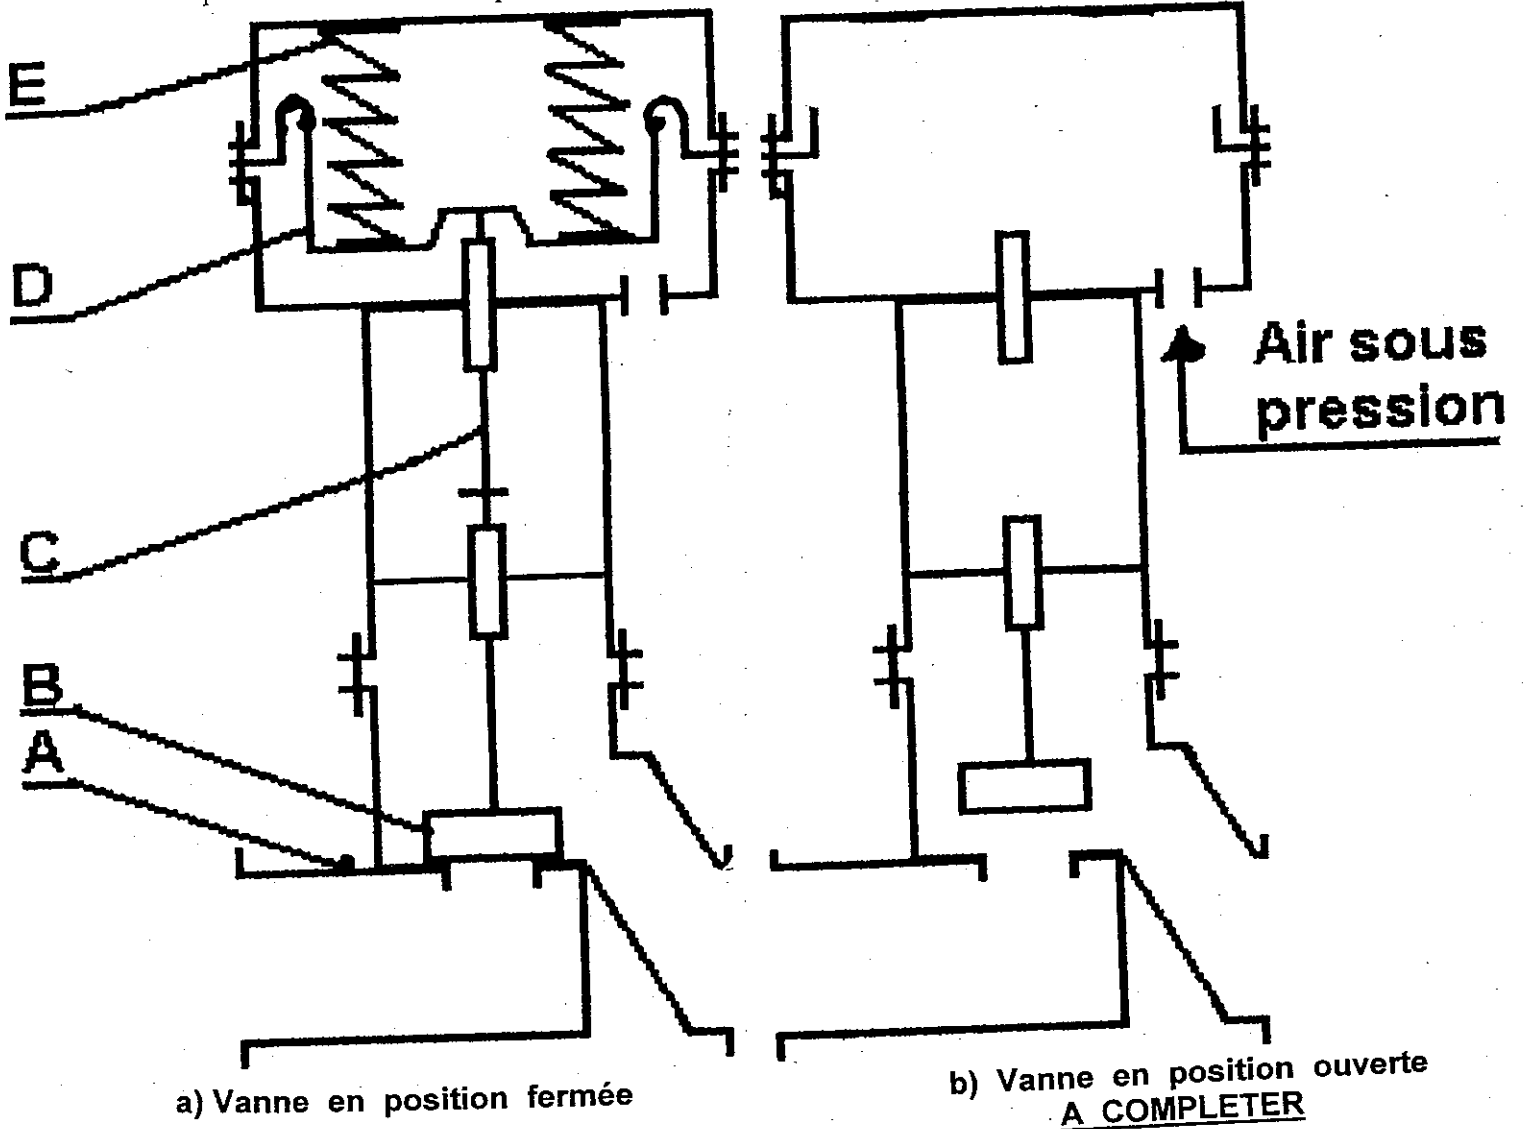 E
D
C
B
A
Air sous
pression
a) Vanne en position fermée
b) Vanne en position ouverte
A COMPLETER